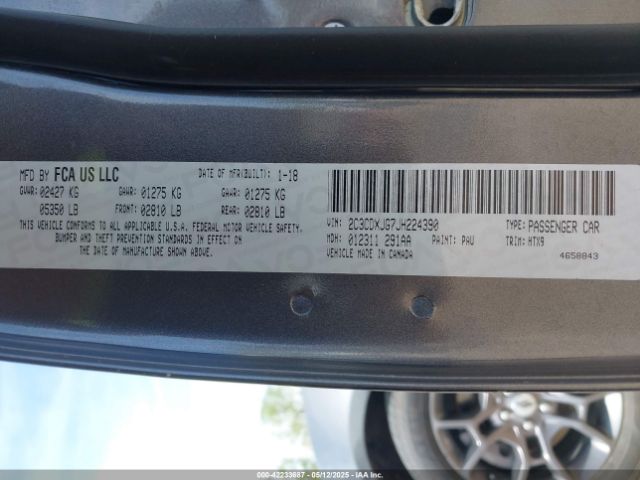 MFD BY FCA US LLC DATE OF MFR(BUILT): 1-18
GVWR: 02427 KG GAWR: 01275 KG GAWR: 01275 KG
05350 LB FRONT: 02810 LB REAR: 02810 LB
THIS VEHICLE CONFORMS TO ALL APPLICABLE U.S.A. FEDERAL MOTOR VEHICLE SAFETY,
BUMPER AND THEFT PREVENTION STANDARDS IN EFFECT ON
THE DATE OF MANUFACTURE SHOWN ABOVE.
VIN: 2C3CDXJG7JH224390 TYPE: PASSENGER CAR
MDH: 012311 291AA PAINT: PAU TRIM: HTX9
VEHICLE MADE IN CANADA 4658843
000-42233687 - 05/12/2025 - IAAI.COM